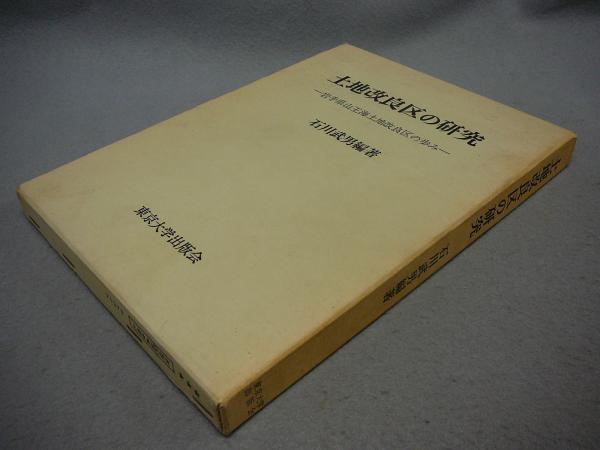 土地改良区の研究
―岩手県山王海土地改良区の歩み―
石川武男編著
東京大学出版会
土地改良区の研究
石川武男編著